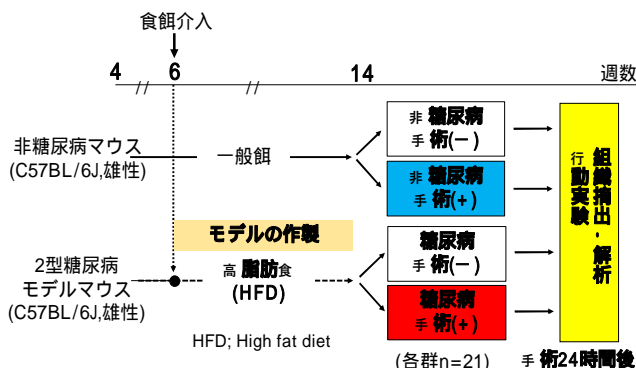 食餌介入
4 6 14 週数
非糖尿病マウス
(C57BL/6J,雄性)
一般餌
非 糖尿病
手 術(－)
非 糖尿病
手 術(+)
モデルの作製
2型糖尿病
モデルマウス
(C57BL/6J,雄性)
高 脂肪食
(HFD)
糖尿病
手 術(－)
糖尿病
手 術(+)
組織摘出・解析
行動実験
HFD; High fat diet
(各群n=21)
手 術24時間後